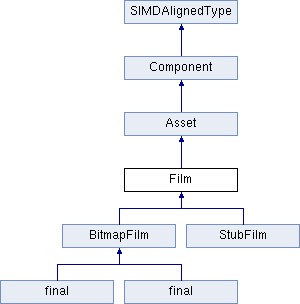 SIMDAlignedType
Component
Asset
Film
BitmapFilm
StubFilm
final
final